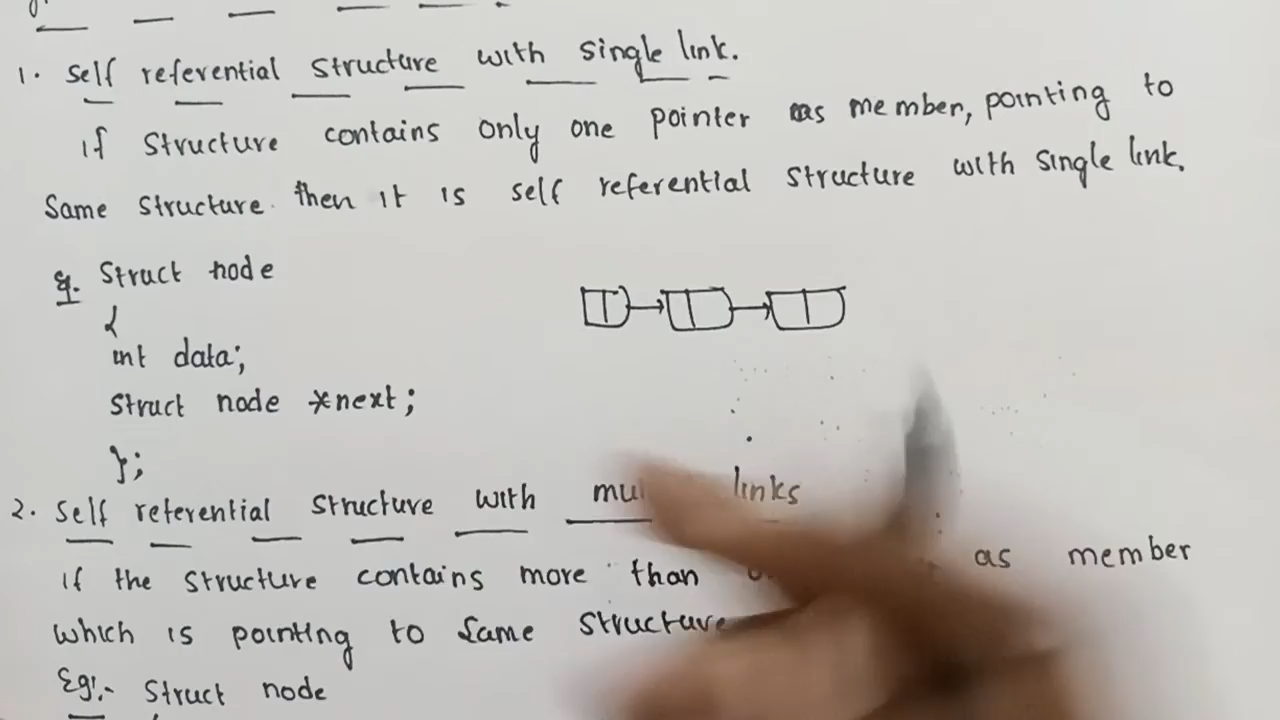 1. Self referential structure with single link.
if structure contains only one pointer as member, pointing to
Same structure. then it is self referential structure with single link.
Eg. Struct node
{
int data;
struct node *next;
};
2. Self referential structure with links
if the structure contains more than as member
which is pointing to same structure
Eg:- Struct node